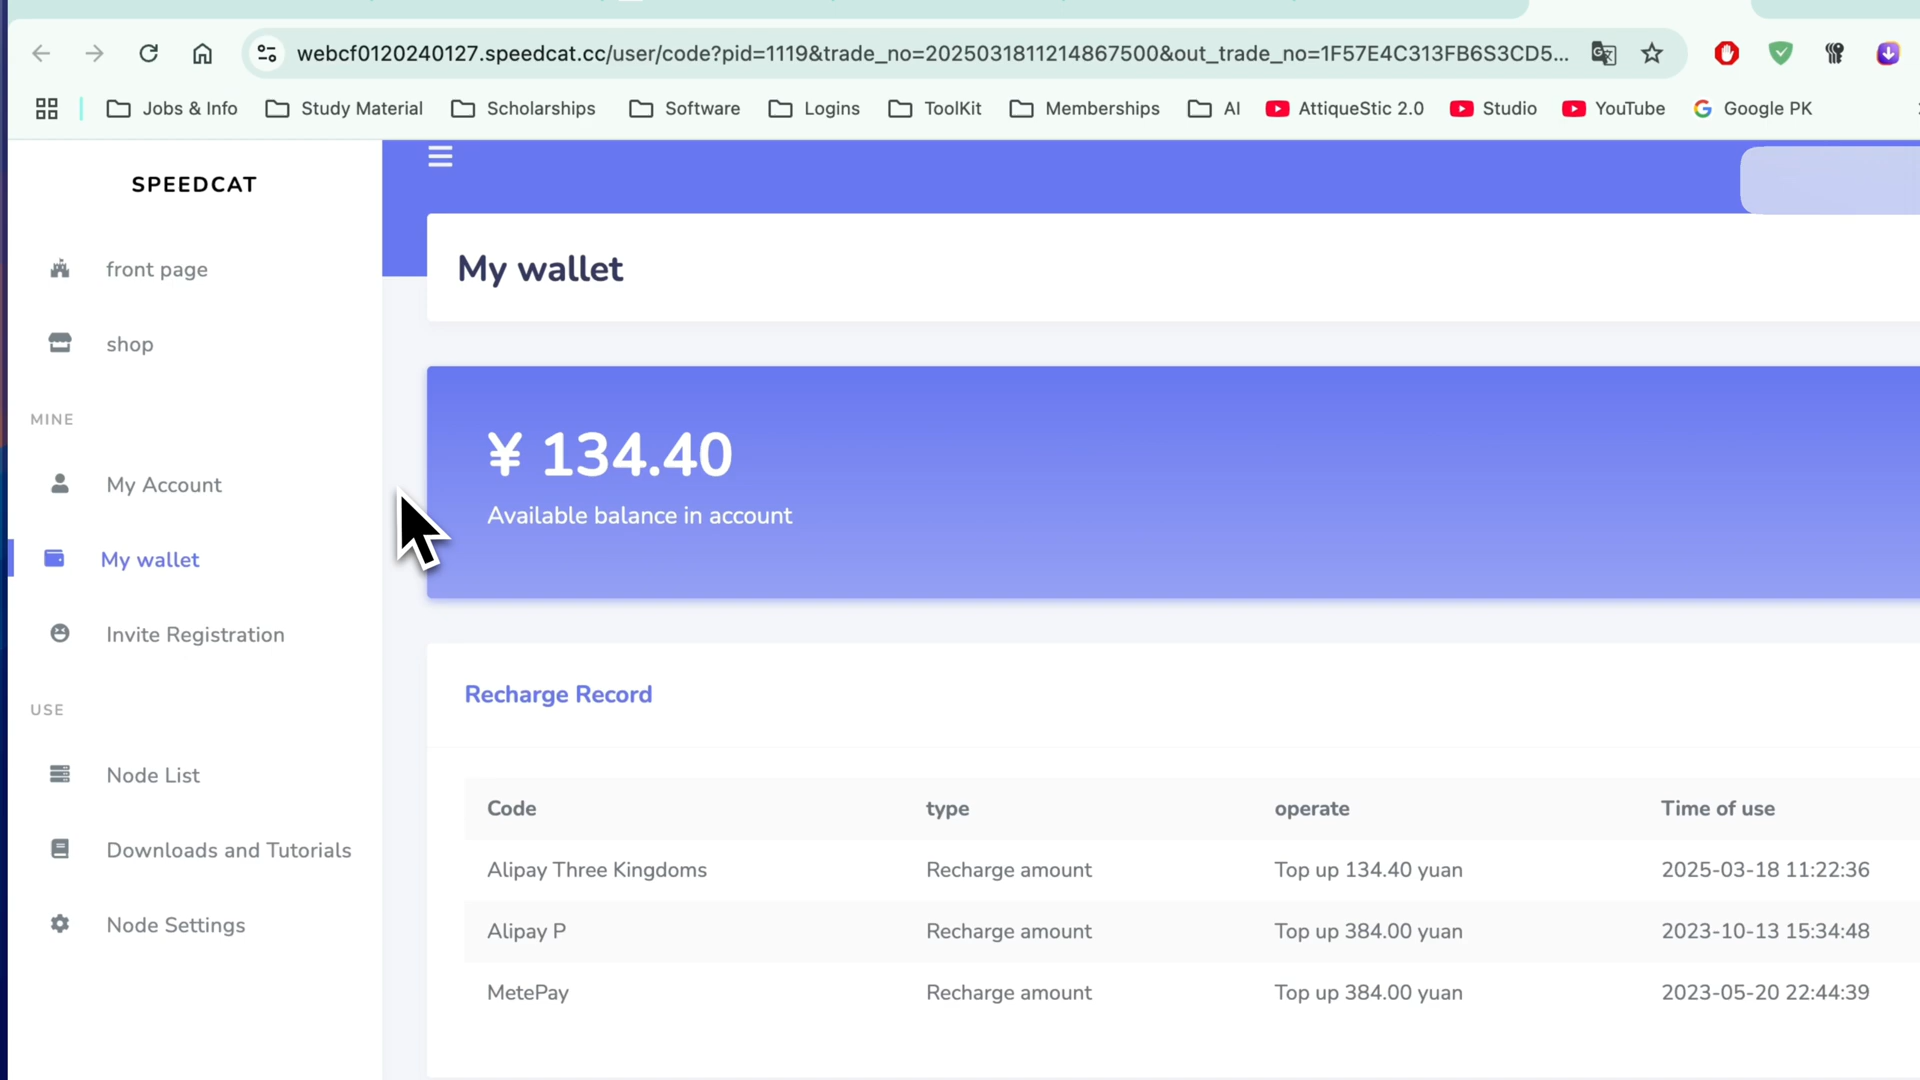 webcf0120240127.speedcat.cc/user/code?pid=1119&trade_no=2025031811214867500&out_trade_no=1F57E4C313FB6S3CD5...
Jobs & Info Study Material Scholarships Software Logins ToolKit Memberships AI AttiqueStic 2.0 Studio YouTube Google PK
SPEEDCAT
front page
shop
MINE
My Account
My wallet
Invite Registration
USE
Node List
Downloads and Tutorials
Node Settings
My wallet
¥ 134.40
Available balance in account
Recharge Record
Code type operate Time of use
Alipay Three Kingdoms Recharge amount Top up 134.40 yuan 2025-03-18 11:22:36
Alipay P Recharge amount Top up 384.00 yuan 2023-10-13 15:34:48
MetePay Recharge amount Top up 384.00 yuan 2023-05-20 22:44:39